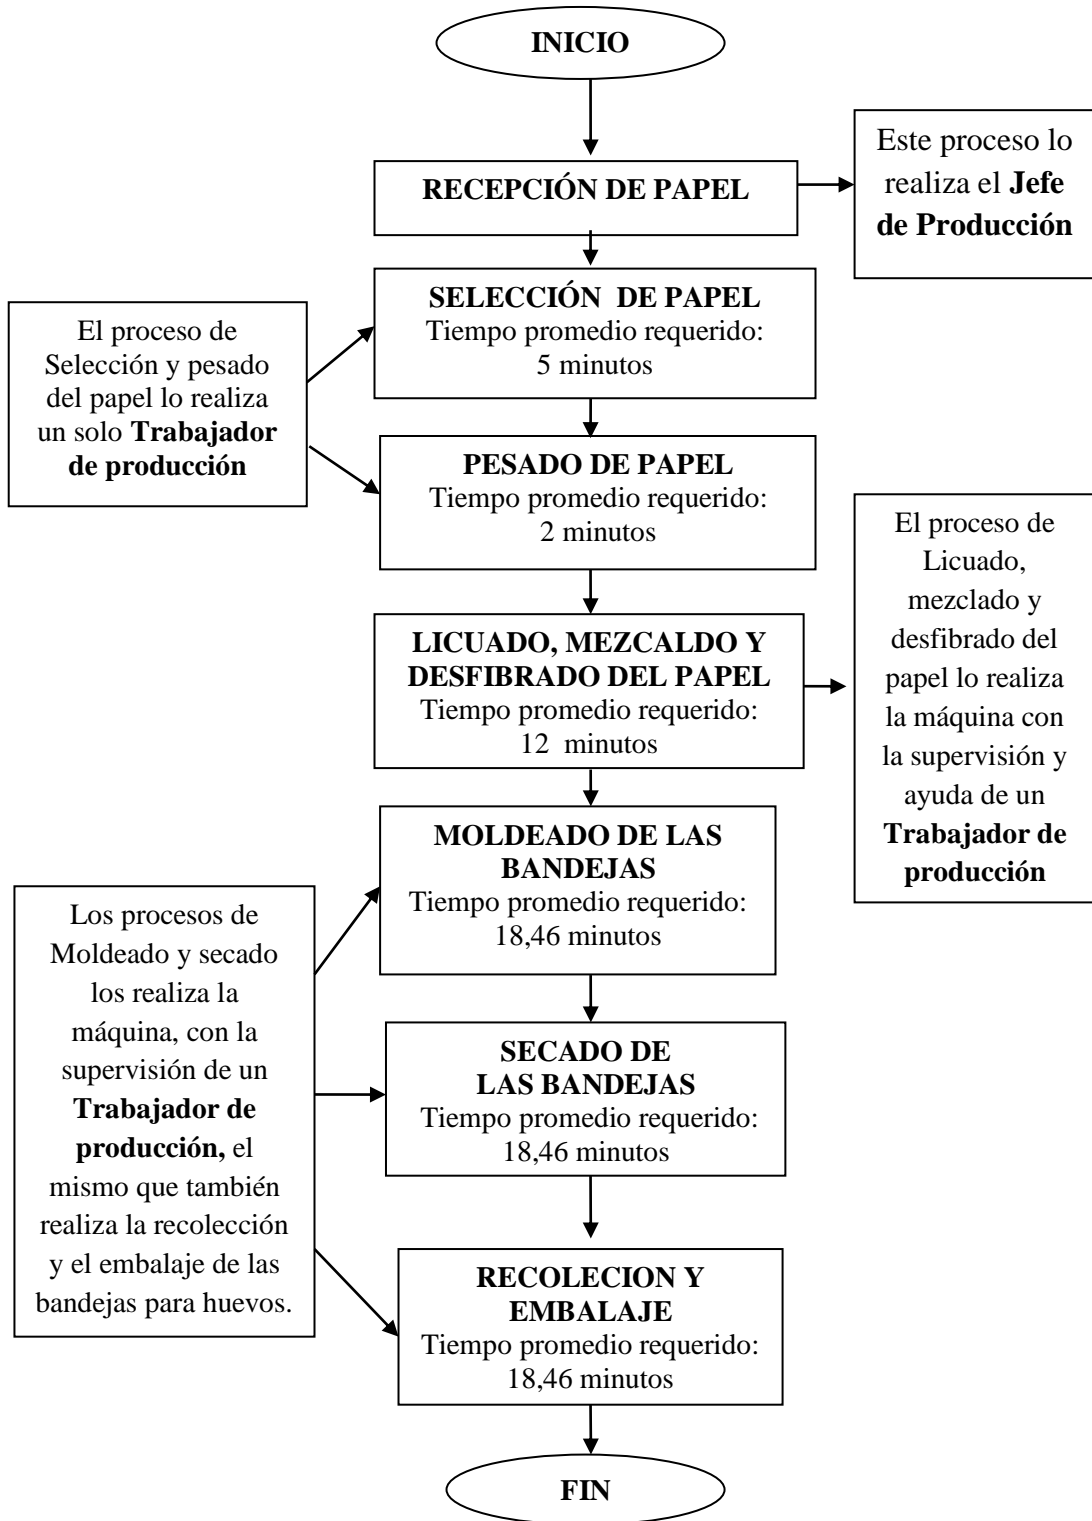 INICIO
RECEPCIÓN DE PAPEL
Este proceso lo
realiza el Jefe
de Producción
SELECCIÓN DE PAPEL
Tiempo promedio requerido:
5 minutos
El proceso de
Selección y pesado
del papel lo realiza
un solo Trabajador
de producción
PESADO DE PAPEL
Tiempo promedio requerido:
2 minutos
LICUADO, MEZCALDO Y
DESFIBRADO DEL PAPEL
Tiempo promedio requerido:
12 minutos
El proceso de
Licuado,
mezclado y
desfibrado del
papel lo realiza
la máquina con
la supervisión y
ayuda de un
Trabajador de
producción
MOLDEADO DE LAS
BANDEJAS
Tiempo promedio requerido:
18,46 minutos
Los procesos de
Moldeado y secado
los realiza la
máquina, con la
supervisión de un
Trabajador de
producción, el
mismo que también
realiza la recolección
y el embalaje de las
bandejas para huevos.
SECADO DE
LAS BANDEJAS
Tiempo promedio requerido:
18,46 minutos
RECOLECION Y
EMBALAJE
Tiempo promedio requerido:
18,46 minutos
FIN